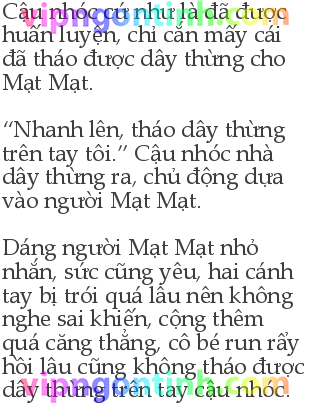 Cậu nhóc cứ như là đã được
huấn luyện, chỉ cắn mấy cái
đã tháo được dây thừng cho
Mạt Mạt.
“Nhanh lên, tháo dây thừng
trên tay tôi.” Cậu nhóc nhà
dây thừng ra, chủ động dựa
vào người Mạt Mạt.
Dáng người Mạt Mạt nhỏ
nhắn, sức cũng yêu, hai cánh
tay bị trói quá lâu nên không
nghe sai khiến, cộng thêm
quá căng thẳng, cô bé run rẩy
hồi lâu cũng không tháo được
dây thừng trên tay cậu nhóc.
vipngontinh.com
vipngontinh.com